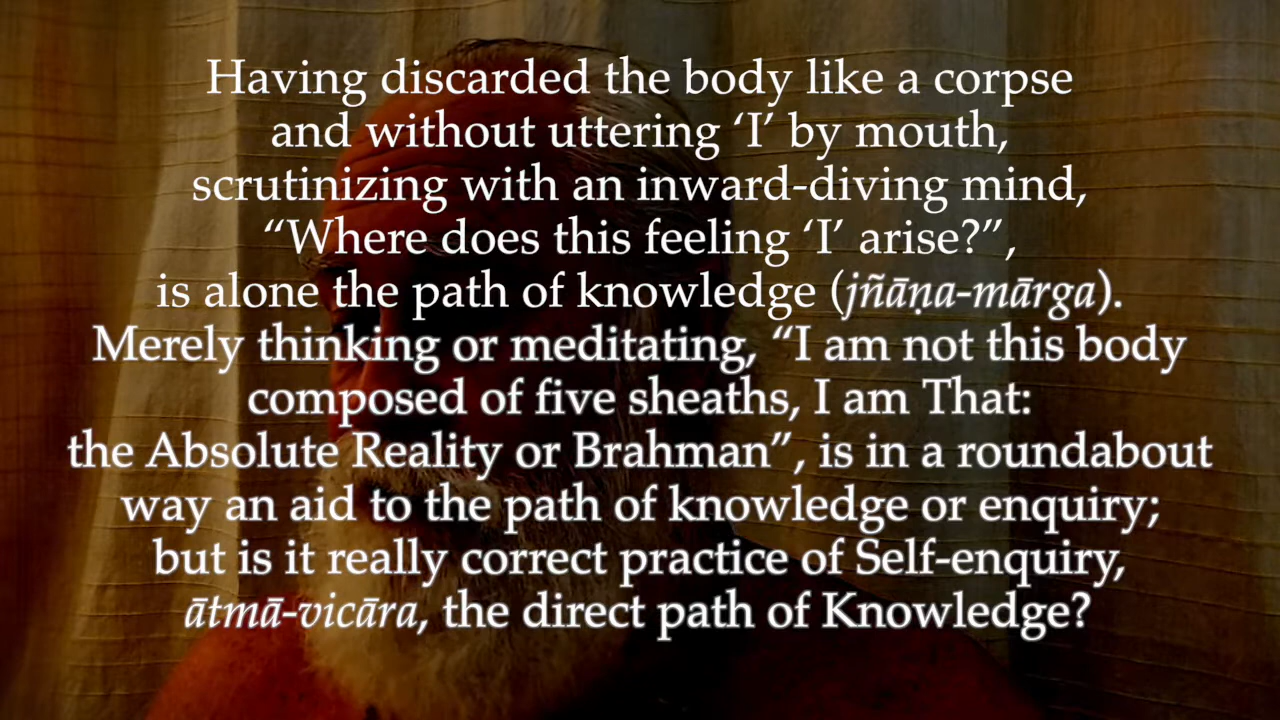 Having discarded the body like a corpse
and without uttering ‘I’ by mouth,
scrutinizing with an inward-diving mind,
“Where does this feeling ‘I’ arise?”,
is alone the path of knowledge (jñāṇa-mārga).
Merely thinking or meditating, “I am not this body
composed of five sheaths, I am That:
the Absolute Reality or Brahman”, is in a roundabout
way an aid to the path of knowledge or enquiry;
but is it really correct practice of Self-enquiry,
ātmā-vicāra, the direct path of Knowledge?